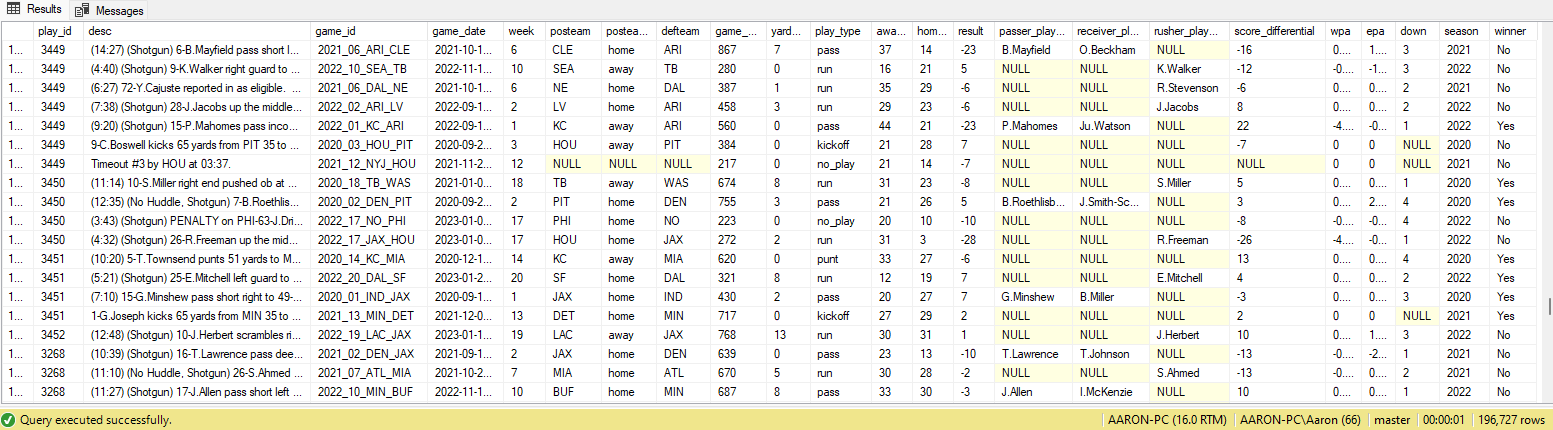 Results Messages
play_id desc game_id game_date week posteam postea... defteam game_... yard... play_type awa... hom... result passer_play... receiver_pl... rusher_play... score_differential wpa epa down season winner
1... 3449 (14:27) (Shotgun) 6-B.Mayfield pass short l... 2021_06_ARI_CLE 2021-10-1... 6 CLE home ARI 867 7 pass 37 14 -23 B.Mayfield O.Beckham NULL -16 0.... 0.... 3 2021 No
1... 3449 (4:40) (Shotgun) 9-K.Walker right guard to ... 2022_10_SEA_TB 2022-11-1... 10 SEA away TB 280 0 run 16 21 5 NULL NULL K.Walker -12 -0.... -1... 3 2022 No
1... 3449 (6:27) 72-Y.Cajuste reported in as eligible. ... 2021_06_DAL_NE 2021-10-1... 6 NE home DAL 387 1 run 35 29 -6 NULL NULL R.Stevenson -6 0.... 0.... 2 2021 No
1... 3449 (7:38) (Shotgun) 28-J.Jacobs up the middle... 2022_02_ARI_LV 2022-09-1... 2 LV home ARI 458 3 run 29 23 -6 NULL NULL J.Jacobs 8 0.... 0.... 2 2022 No
1... 3449 (9:20) (Shotgun) 15-P.Mahomes pass inco... 2022_01_KC_ARI 2022-09-1... 1 KC away ARI 560 0 pass 44 21 -23 P.Mahomes Ju.Watson NULL 22 -4.... -0.... 1 2022 Yes
1... 3449 9-C.Boswell kicks 65 yards from PIT 35 to ... 2020_03_HOU_PIT 2020-09-2... 3 HOU away PIT 384 0 kickoff 21 28 7 NULL NULL NULL -7 0 0.... NULL 2020 No
1... 3449 Timeout #3 by HOU at 03:37. 2021_12_NYJ_HOU 2021-11-2... 12 NULL NULL NULL 217 0 no_play 21 14 -7 NULL NULL NULL NULL 0 0 NULL 2021 No
1... 3450 (11:14) 10-S.Miller right end pushed ob at ... 2020_18_TB_WAS 2021-01-0... 18 TB away WAS 674 8 run 31 23 -8 NULL NULL S.Miller 5 0.... 0.... 1 2020 Yes
1... 3450 (12:35) (No Huddle, Shotgun) 7-B.Roethlis... 2020_02_DEN_PIT 2020-09-2... 2 PIT home DEN 755 3 pass 21 26 5 B.Roethlisb... J.Smith-Sc... NULL 3 0.... 2.... 4 2020 Yes
1... 3450 (3:43) (Shotgun) PENALTY on PHI-63-J.Dri... 2022_17_NO_PHI 2023-01-0... 17 PHI home NO 223 0 no_play 20 10 -10 NULL NULL NULL -8 -0.... -0.... 4 2022 No
1... 3450 (4:32) (Shotgun) 26-R.Freeman up the mid... 2022_17_JAX_HOU 2023-01-0... 17 HOU home JAX 272 2 run 31 3 -28 NULL NULL R.Freeman -26 -4.... -0.... 1 2022 No
1... 3451 (10:20) 5-T.Townsend punts 51 yards to M... 2020_14_KC_MIA 2020-12-1... 14 KC away MIA 620 0 punt 33 27 -6 NULL NULL NULL 13 0.... 0.... 4 2020 Yes
1... 3451 (5:21) (Shotgun) 25-E.Mitchell left guard to ... 2022_20_DAL_SF 2023-01-2... 20 SF home DAL 321 8 run 12 19 7 NULL NULL E.Mitchell 4 0.... 0.... 2 2022 Yes
1... 3451 (7:10) 15-G.Minshew pass short right to 49-... 2020_01_IND_JAX 2020-09-1... 1 JAX home IND 430 2 pass 20 27 7 G.Minshew B.Miller NULL -3 0.... 0.... 3 2020 Yes
1... 3451 1-G.Joseph kicks 65 yards from MIN 35 to ... 2021_13_MIN_DET 2021-12-0... 13 DET home MIN 717 0 kickoff 27 29 2 NULL NULL NULL 2 0 0.... NULL 2021 Yes
1... 3452 (12:48) (Shotgun) 10-J.Herbert scrambles ri... 2022_19_LAC_JAX 2023-01-1... 19 LAC away JAX 768 13 run 30 31 1 NULL NULL J.Herbert 10 0.... 1.... 3 2022 No
1... 3268 (10:39) (Shotgun) 16-T.Lawrence pass dee... 2021_02_DEN_JAX 2021-09-1... 2 JAX home DEN 639 0 pass 23 13 -10 T.Lawrence T.Johnson NULL -13 -0.... -2... 1 2021 No
1... 3268 (11:10) (No Huddle, Shotgun) 26-S.Ahmed ... 2021_07_ATL_MIA 2021-10-2... 7 MIA home ATL 670 5 run 30 28 -2 NULL NULL S.Ahmed -13 -0.... 0.... 2 2021 No
1... 3268 (11:27) (Shotgun) 17-J.Allen pass short left ... 2022_10_MIN_BUF 2022-11-1... 10 BUF home MIN 687 8 pass 33 30 -3 J.Allen I.McKenzie NULL 10 0.... 0.... 1 2022 No
Query executed successfully. AARON-PC (16.0 RTM) AARON-PC\Aaron (66) master 00:00:01 196,727 rows